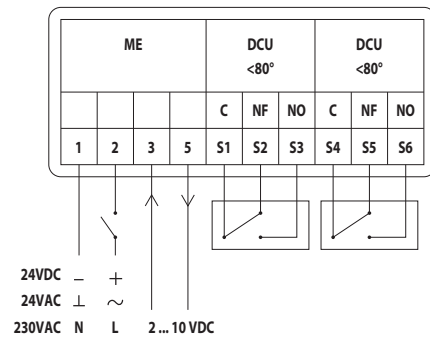 ME DCU DCU
<80° <80°
C NF NO C NF NO
1 2 3 5 S1 S2 S3 S4 S5 S6
24VDC – +
24VAC ⊥ ~
230VAC N L 2 ... 10 VDC